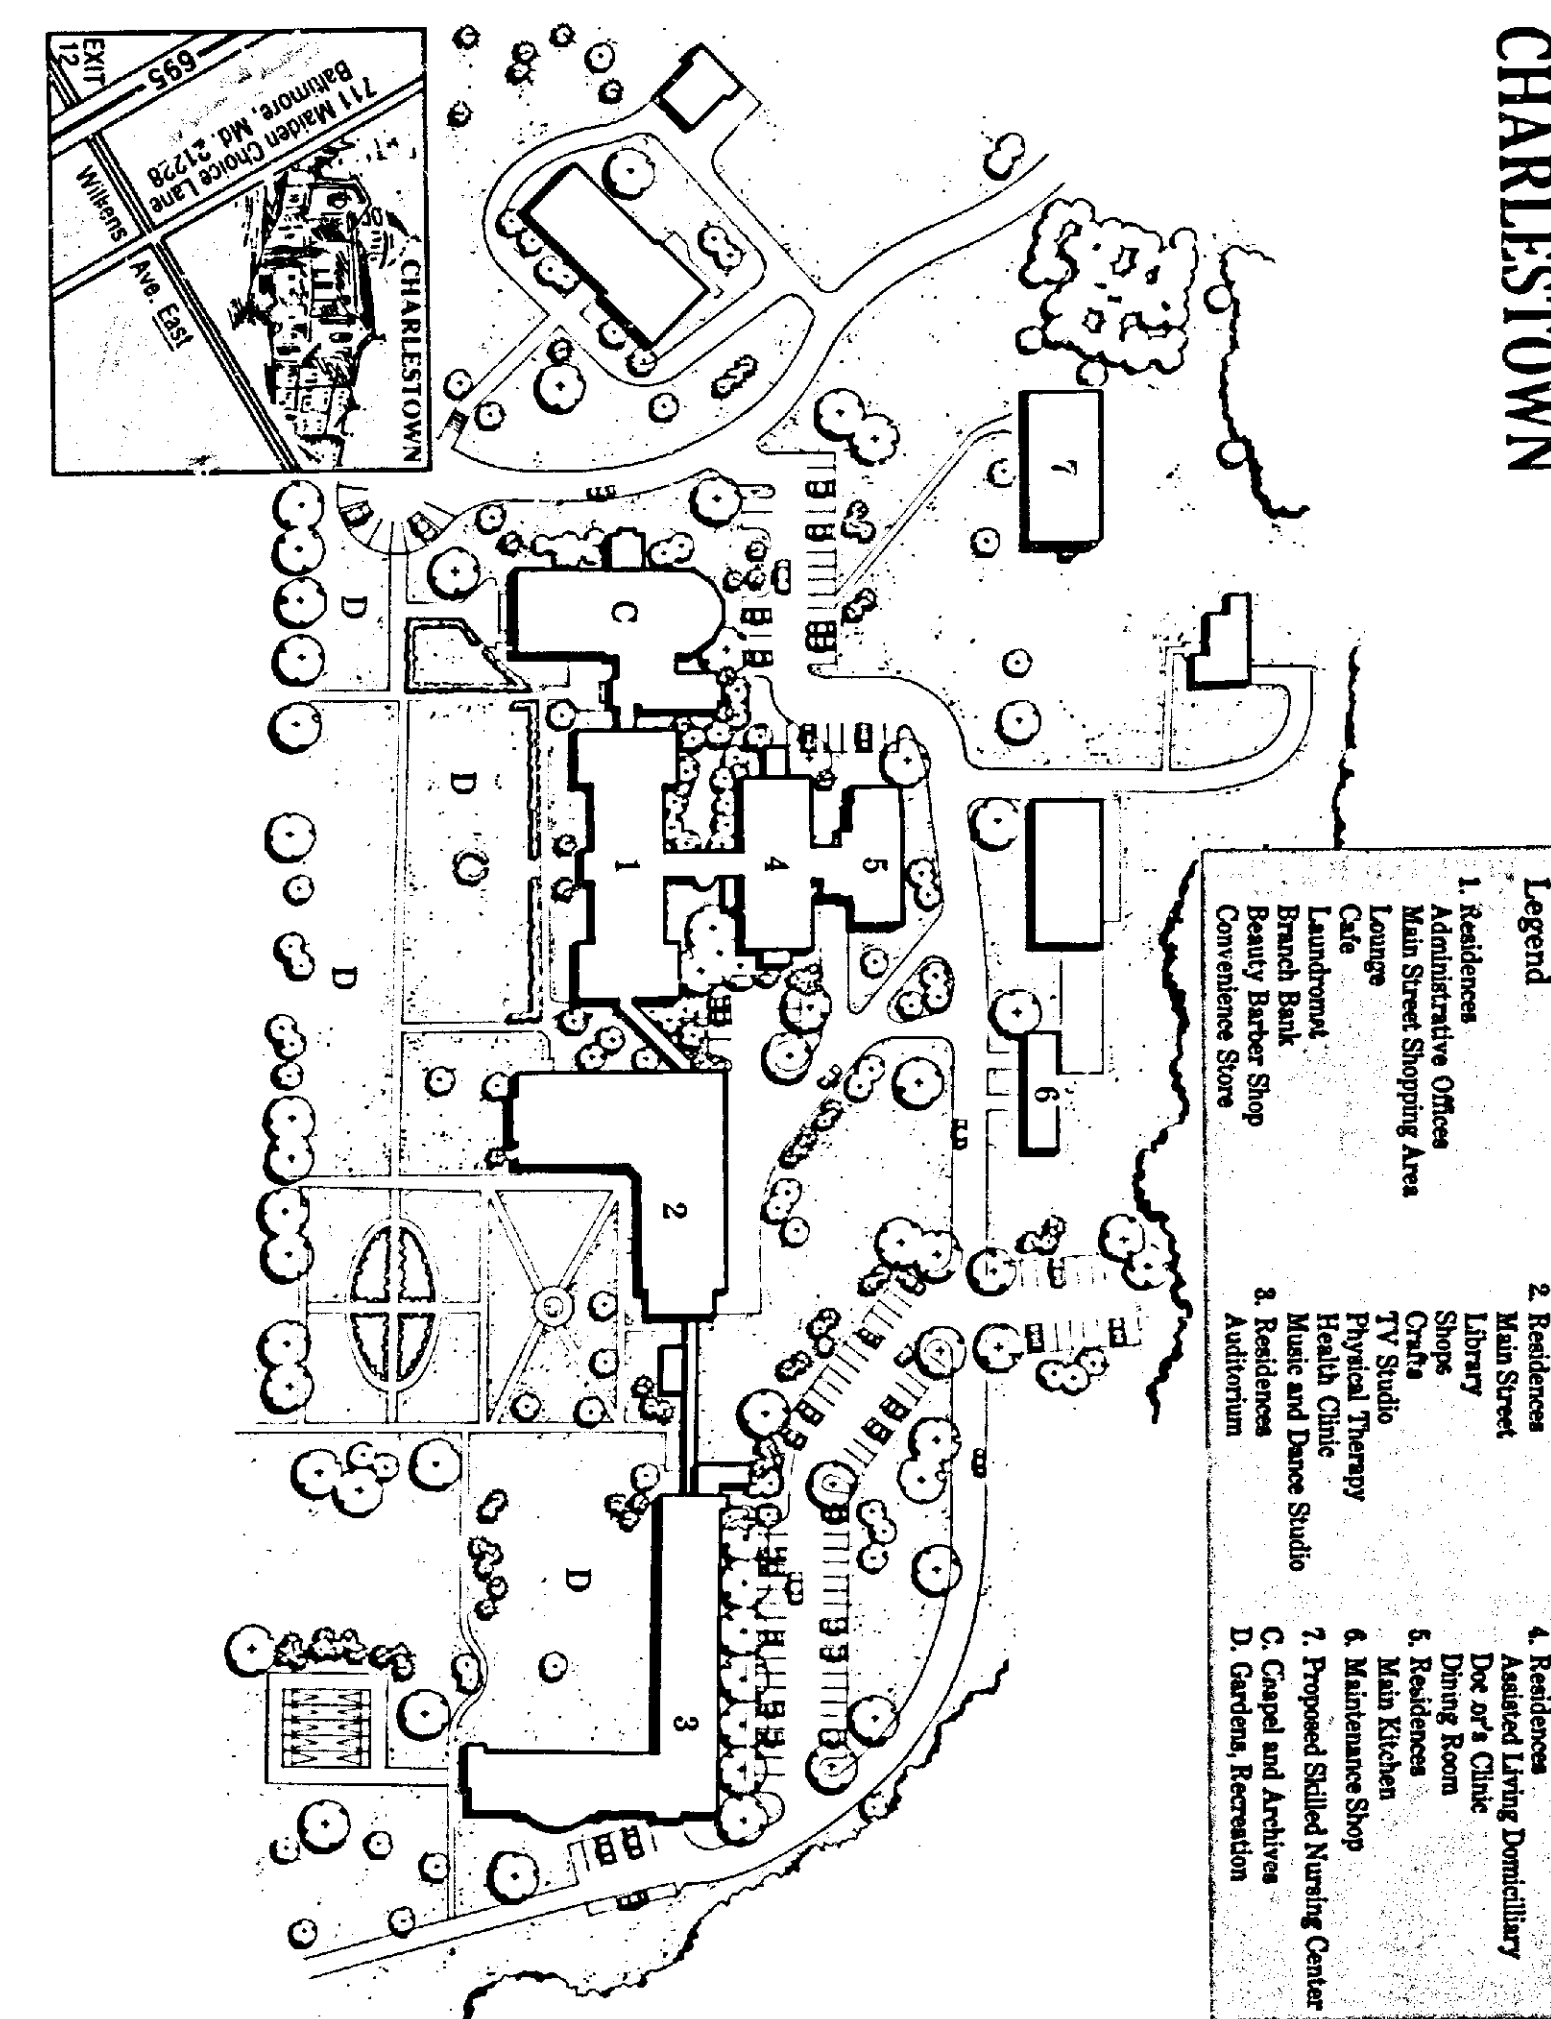 CHARLESTOWN
Legend
1. Residences
Administrative Offices
Main Street Shopping Area
Lounge
Cafe
Laundromat
Branch Bank
Beauty Barber Shop
Convenience Store
2. Residences
Main Street
Library
Shops
Crafts
TV Studio
Physical Therapy
Health Clinic
Music and Dance Studio
3. Residences
Auditorium
4. Residences
Assisted Living Domicilliary
Doc or's Clinic
Dining Room
5. Residences
Main Kitchen
6. Maintenance Shop
7. Proposed Skilled Nursing Center
C. Chapel and Archives
D. Gardens, Recreation
7
6
5
4
1
C
2
3
D
D
D
D
CHARLESTOWN
EXIT
12
695
711 Maiden Choice Lane
Baltimore, Md. 21228
Wilkens
Ave. East